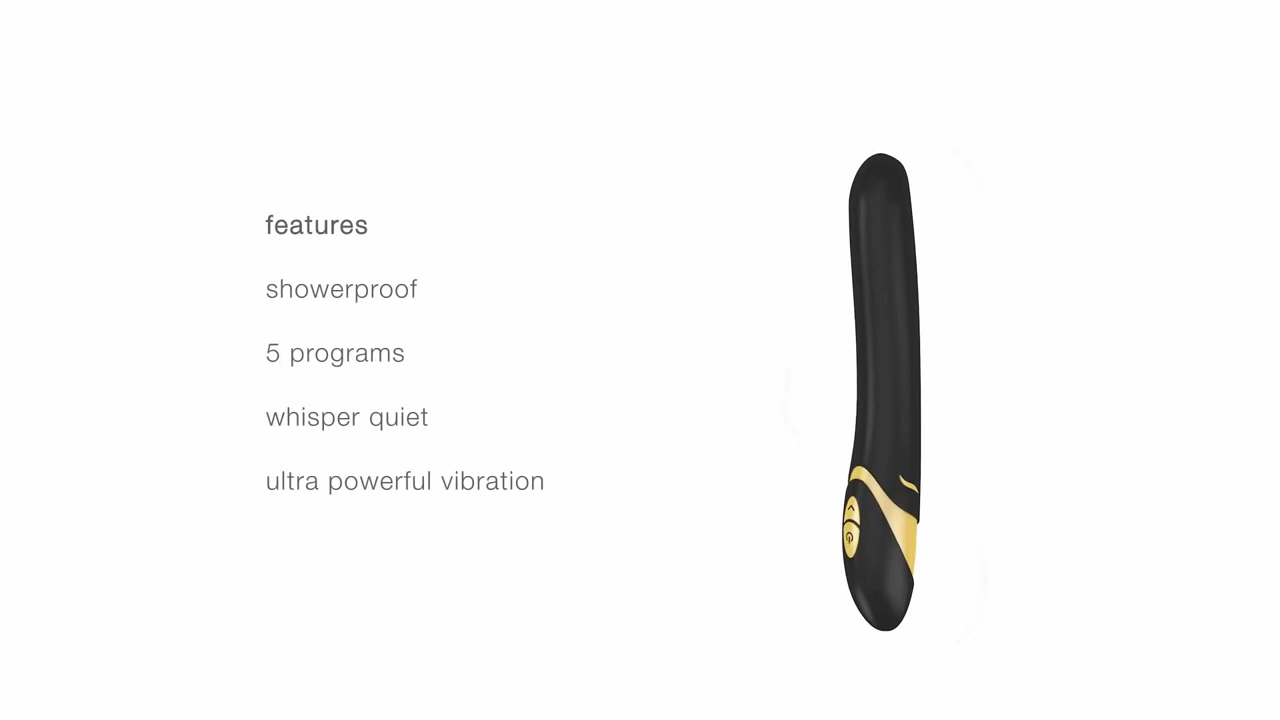 features
showerproof
5 programs
whisper quiet
ultra powerful vibration